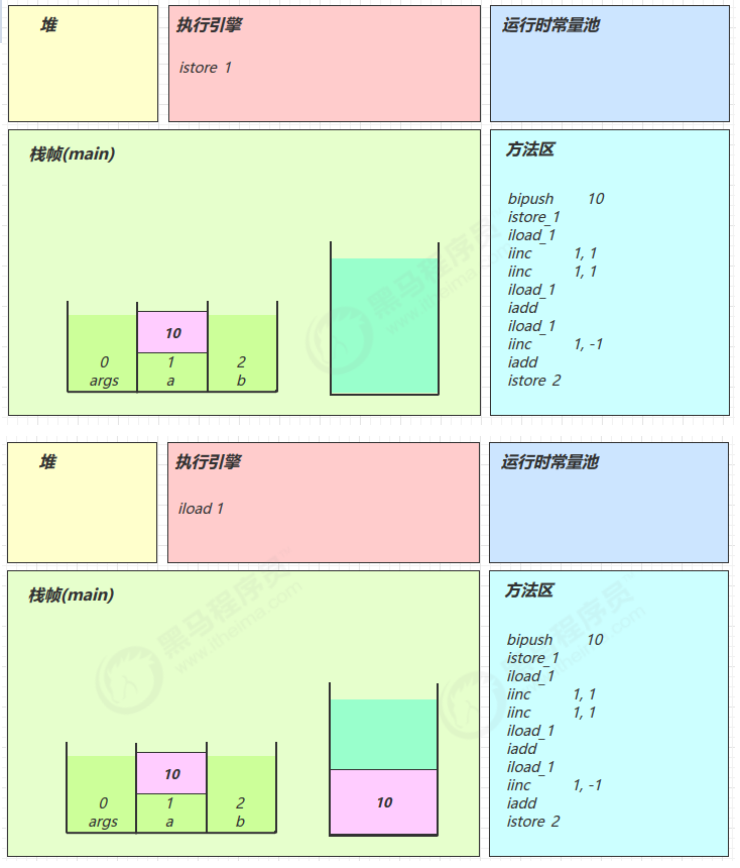 堆
执行引擎
istore 1
运行时常量池
栈帧(main)
10
0 1 2
args a b
方法区
bipush 10
istore_1
iload_1
iinc 1, 1
iinc 1, 1
iload_1
iadd
iload_1
iinc 1, -1
iadd
istore 2
黑马程序员
www.itheima.com
堆
执行引擎
iload 1
运行时常量池
栈帧(main)
10
10
0 1 2
args a b
黑马程序员
www.itheima.com
方法区
bipush 10
istore_1
iload_1
iinc 1, 1
iinc 1, 1
iload_1
iadd
iload_1
iinc 1, -1
iadd
istore 2
黑马程序员
www.itheima.com